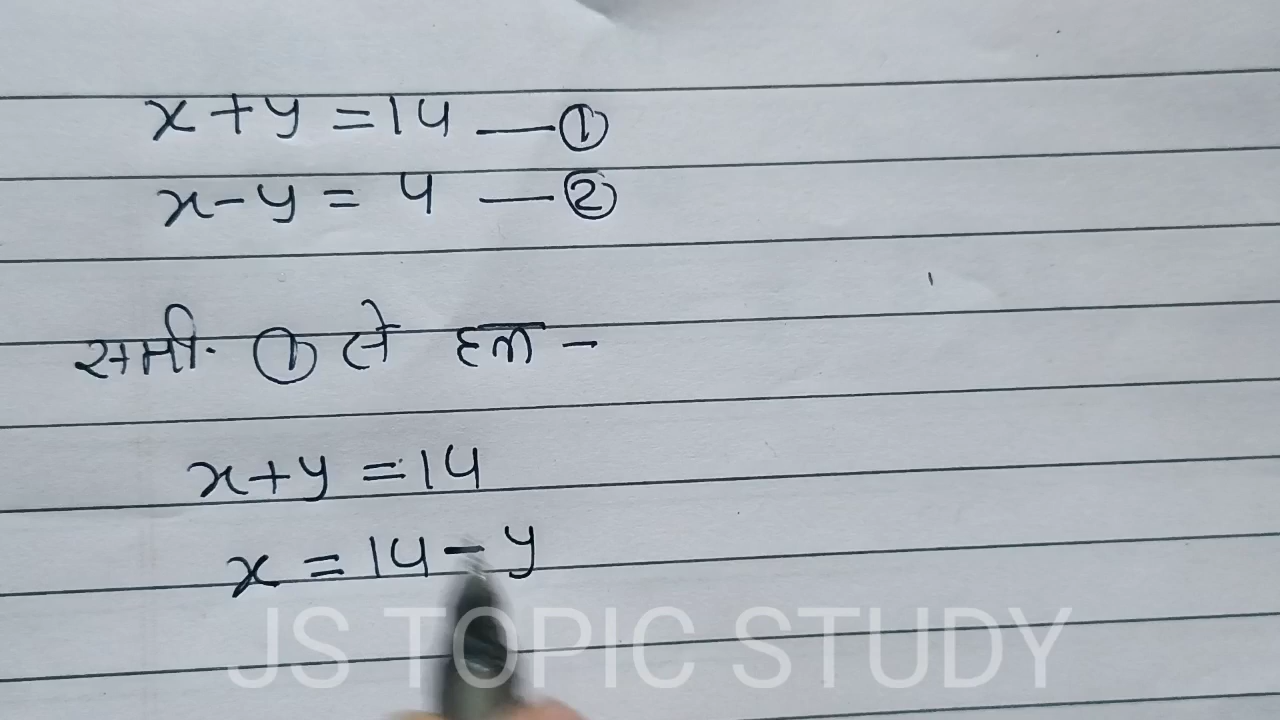 x + y = 14 — ①
x - y = 4 — ②
समी. ① से हल -
x + y = 14
x = 14 - y
JS TOPIC STUDY